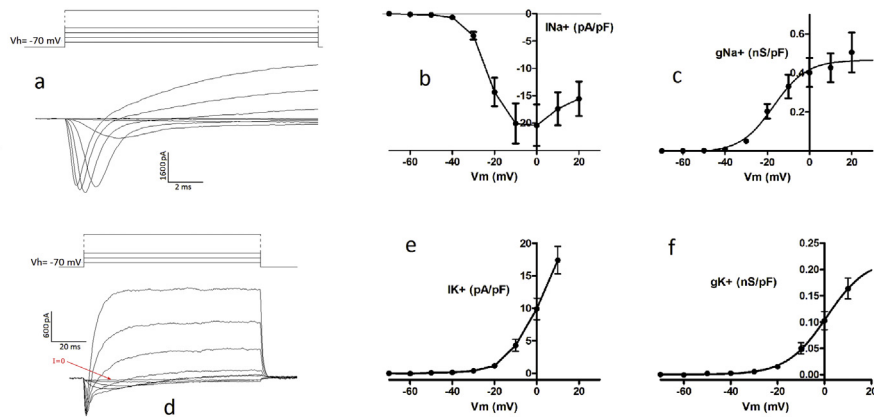 Vh= -70 mV
a
1600 pA
2 ms
b
INa+ (pA/pF)
0
-5
-10
-15
-20
-60 -40 -20 0 20
Vm (mV)
c
gNa+ (nS/pF)
0.6
0.4
0.2
-60 -40 -20 0 20
Vm (mV)
Vh= -70 mV
600 pA
20 ms
I=0
d
e
IK+ (pA/pF)
20
15
10
5
0
-60 -40 -20 0 20
Vm (mV)
f
gK+ (nS/pF)
0.25
0.20
0.15
0.10
0.05
0.00
-60 -40 -20 0 20
Vm (mV)